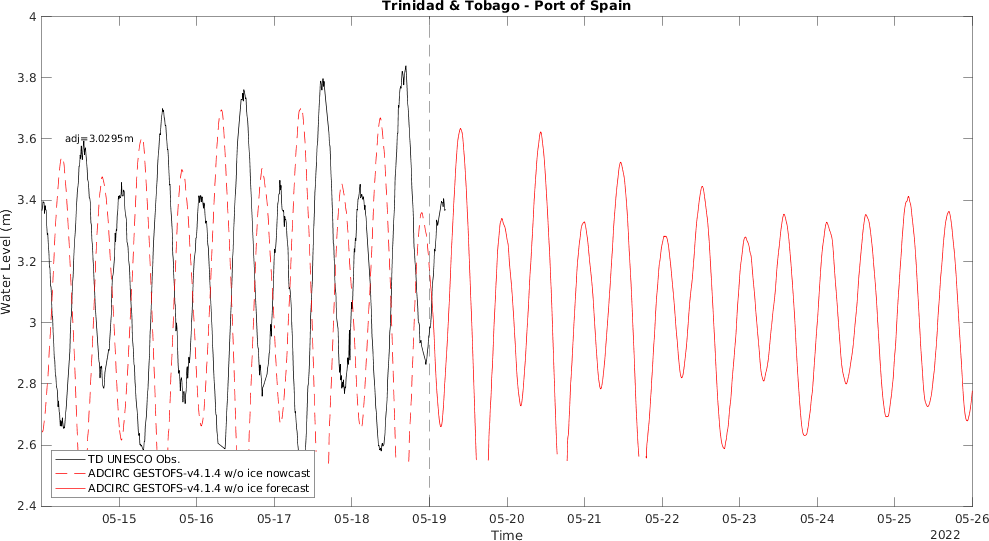 Trinidad & Tobago - Port of Spain
4
3.8
3.6
3.4
3.2
3
2.8
2.6
2.4
Water Level (m)
adj=3.0295m
TD UNESCO Obs.
ADCIRC GESTOFS-v4.1.4 w/o ice nowcast
ADCIRC GESTOFS-v4.1.4 w/o ice forecast
05-15 05-16 05-17 05-18 05-19 05-20 05-21 05-22 05-23 05-24 05-25 05-26
Time
2022